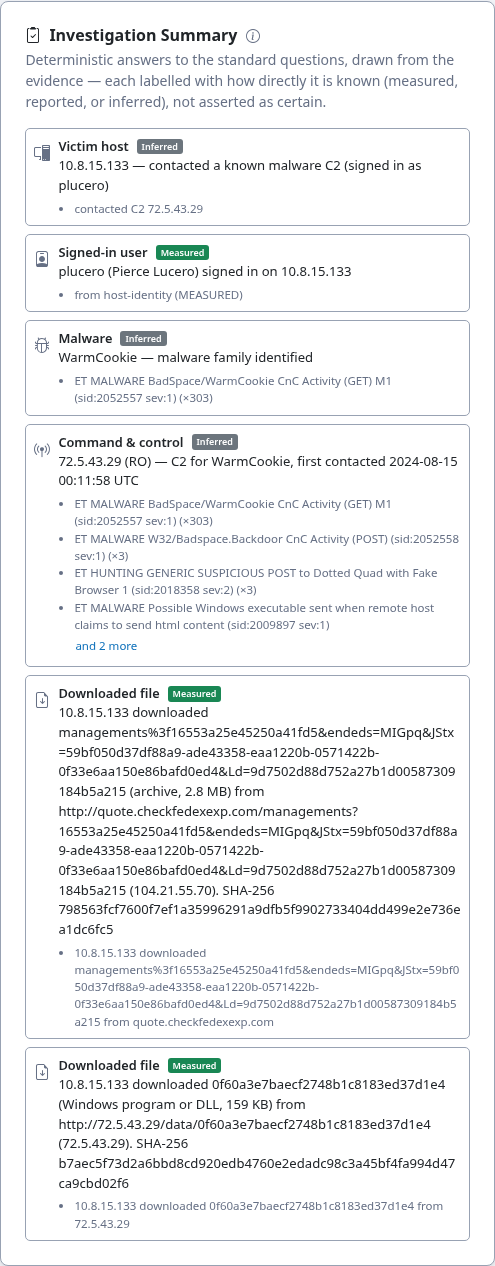 Investigation Summary
Deterministic answers to the standard questions, drawn from the
evidence — each labelled with how directly it is known (measured,
reported, or inferred), not asserted as certain.
Victim host Inferred
10.8.15.133 — contacted a known malware C2 (signed in as
plucero)
• contacted C2 72.5.43.29
Signed-in user Measured
plucero (Pierce Lucero) signed in on 10.8.15.133
• from host-identity (MEASURED)
Malware Inferred
WarmCookie — malware family identified
• ET MALWARE BadSpace/WarmCookie CnC Activity (GET) M1
(sid:2052557 sev:1) (×303)
Command & control Inferred
72.5.43.29 (RO) — C2 for WarmCookie, first contacted 2024-08-15
00:11:58 UTC
• ET MALWARE BadSpace/WarmCookie CnC Activity (GET) M1
(sid:2052557 sev:1) (×303)
• ET MALWARE W32/Badspace.Backdoor CnC Activity (POST) (sid:2052558
sev:1) (×3)
• ET HUNTING GENERIC SUSPICIOUS POST to Dotted Quad with Fake
Browser 1 (sid:2018358 sev:2) (×3)
• ET MALWARE Possible Windows executable sent when remote host
claims to send html content (sid:2009897 sev:1)
and 2 more
Downloaded file Measured
10.8.15.133 downloaded
managements%3f16553a25e45250a41fd5&endeds=MIGpq&JStx
=59bf050d37df88a9-ade43358-eaa1220b-0571422b-
0f33e6aa150e86bafd0ed4&Ld=9d7502d88d752a27b1d00587309
184b5a215 (archive, 2.8 MB) from
http://quote.checkfedexexp.com/managements?
16553a25e45250a41fd5&endeds=MIGpq&JStx=59bf050d37df88a
9-ade43358-eaa1220b-0571422b-
0f33e6aa150e86bafd0ed4&Ld=9d7502d88d752a27b1d00587309
184b5a215 (104.21.55.70). SHA-256
798563fcf7600f7ef1a35996291a9dfb5f9902733404dd499e2e736e
a1dc6fc5
• 10.8.15.133 downloaded
managements%3f16553a25e45250a41fd5&endeds=MIGpq&JStx=59bf0
50d37df88a9-ade43358-eaa1220b-0571422b-
0f33e6aa150e86bafd0ed4&Ld=9d7502d88d752a27b1d00587309184b5
a215 from quote.checkfedexexp.com
Downloaded file Measured
10.8.15.133 downloaded 0f60a3e7baecf2748b1c8183ed37d1e4
(Windows program or DLL, 159 KB) from
http://72.5.43.29/data/0f60a3e7baecf2748b1c8183ed37d1e4
(72.5.43.29). SHA-256
b7aec5f73d2a6bbd8cd920edb4760e2edadc98c3a45bf4fa994d47
ca9cbd02f6
• 10.8.15.133 downloaded 0f60a3e7baecf2748b1c8183ed37d1e4 from
72.5.43.29